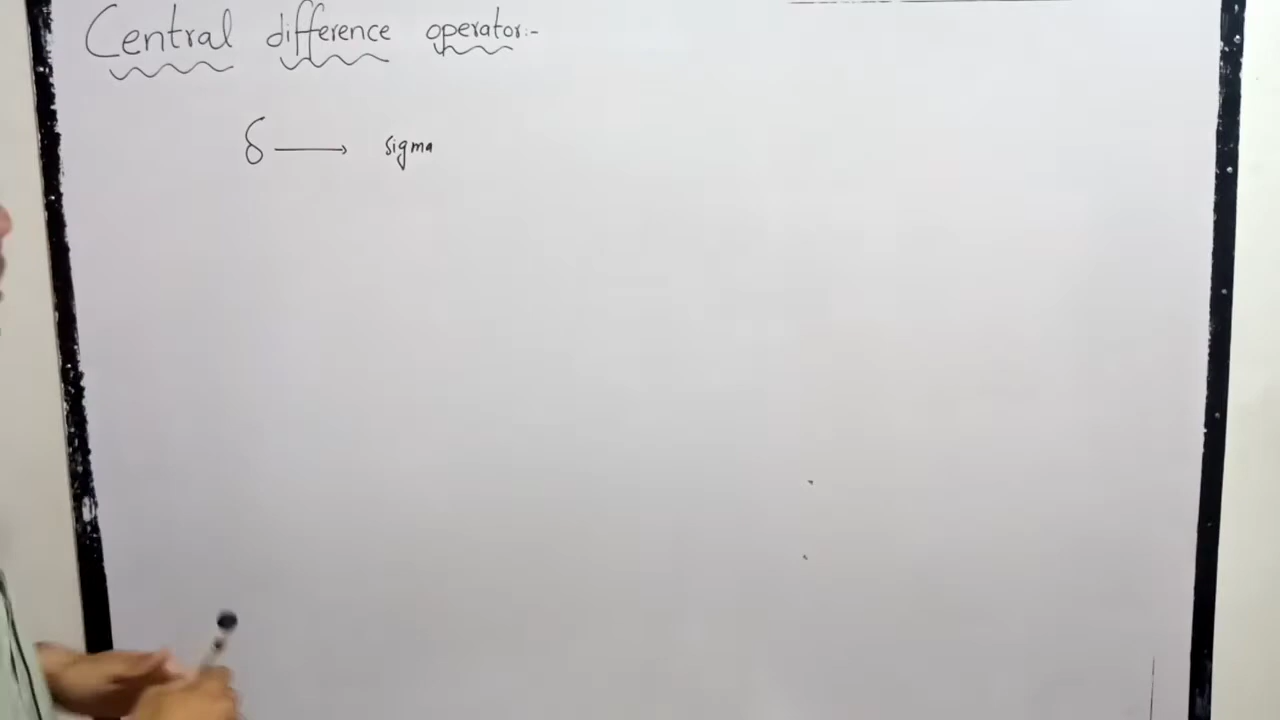 Central difference operator:-
δ → sigma